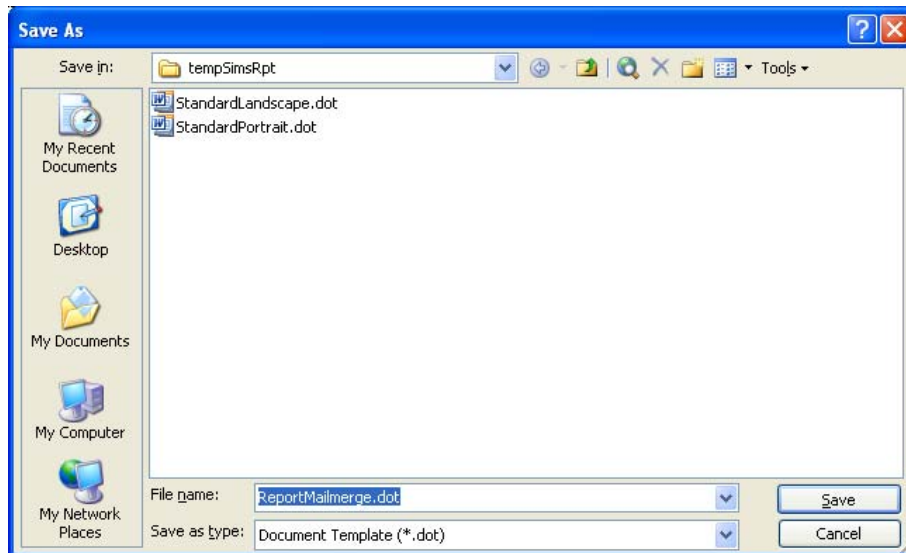 Save As
Save in:
tempSimsRpt
Tools
StandardLandscape.dot
StandardPortrait.dot
My Recent
Documents
Desktop
My Documents
My Computer
My Network
Places
File name:
ReportMailmerge.dot
Save
Save as type:
Document Template (*.dot)
Cancel